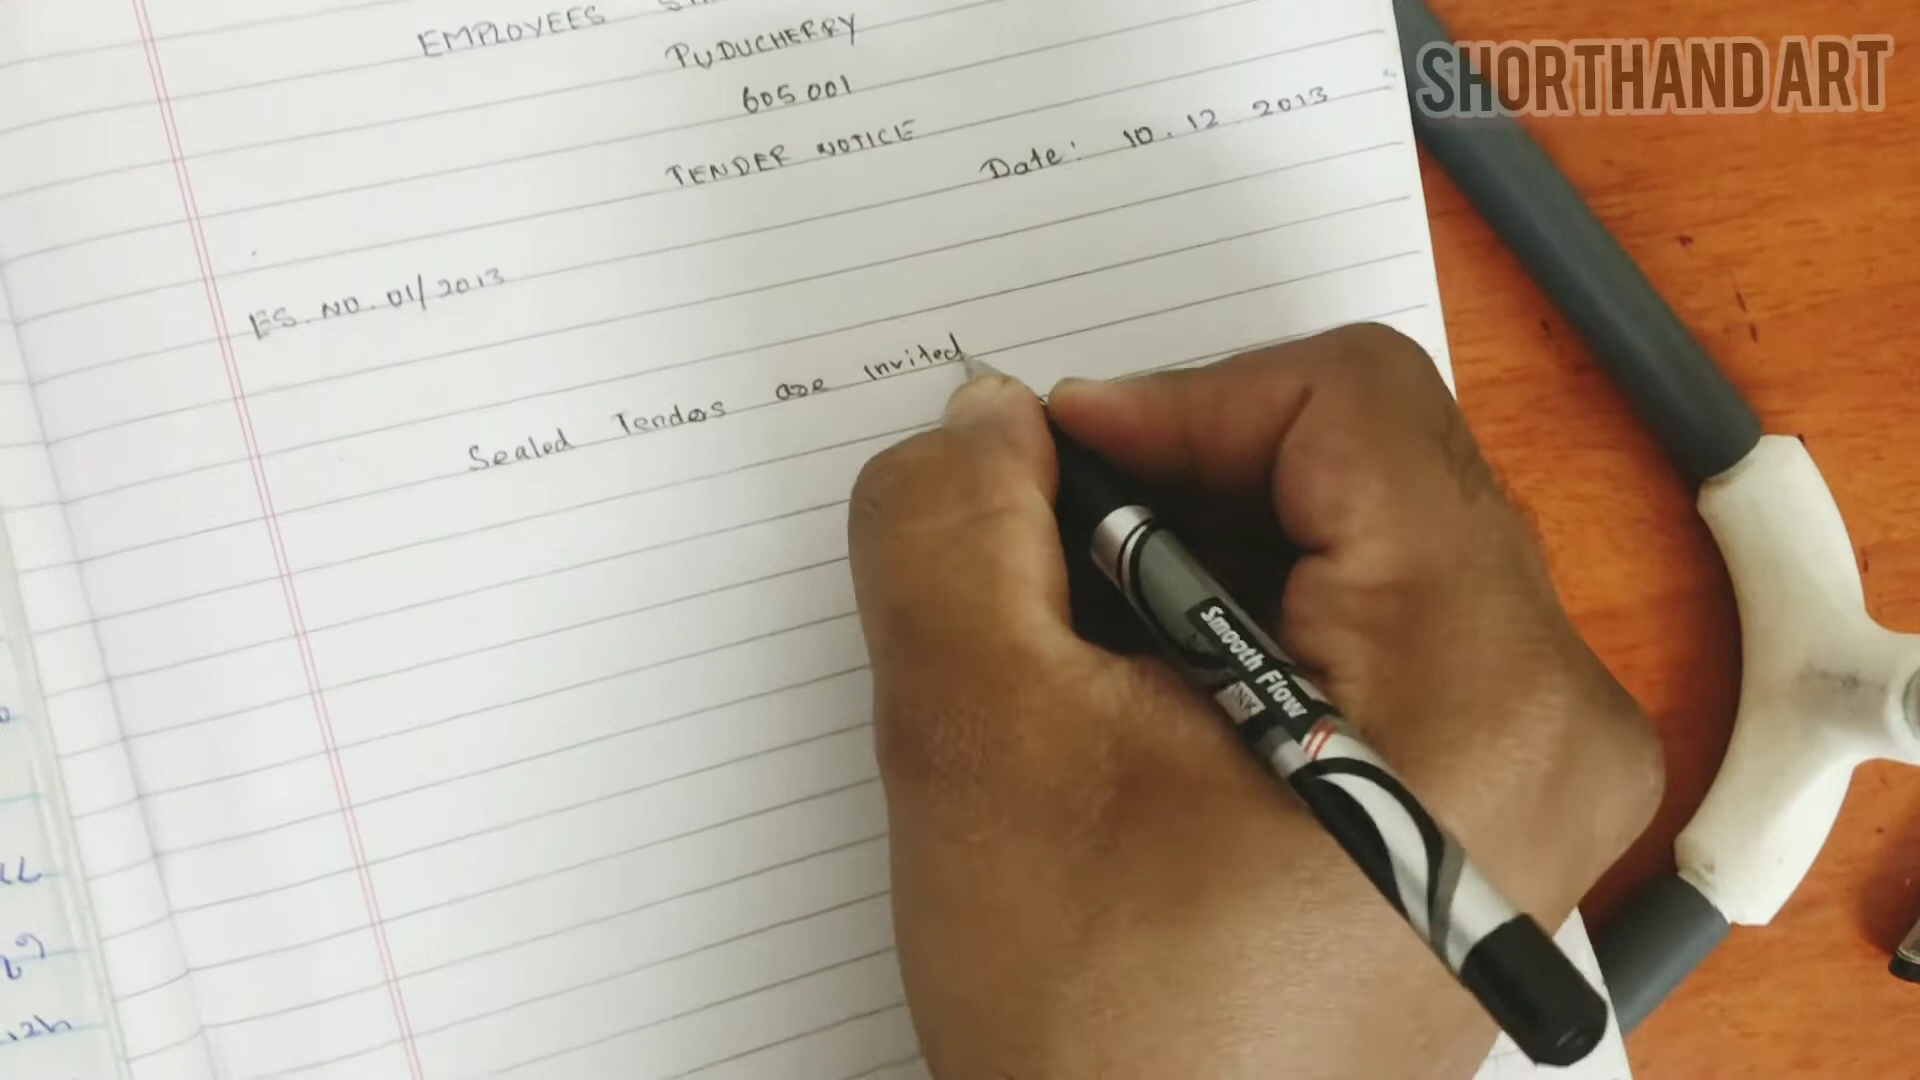 SHORTHAND ART
EMPLOYEES
PUDUCHERRY
605 001
TENDER NOTICE
Date: 10.12.2013
ES. NO. 01/2013
Sealed Tenders are Invited
Smooth Flow